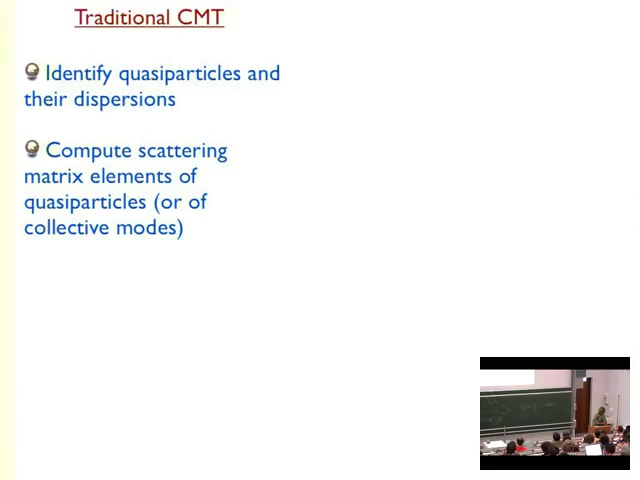 Traditional CMT
Identify quasiparticles and
their dispersions
Compute scattering
matrix elements of
quasiparticles (or of
collective modes)